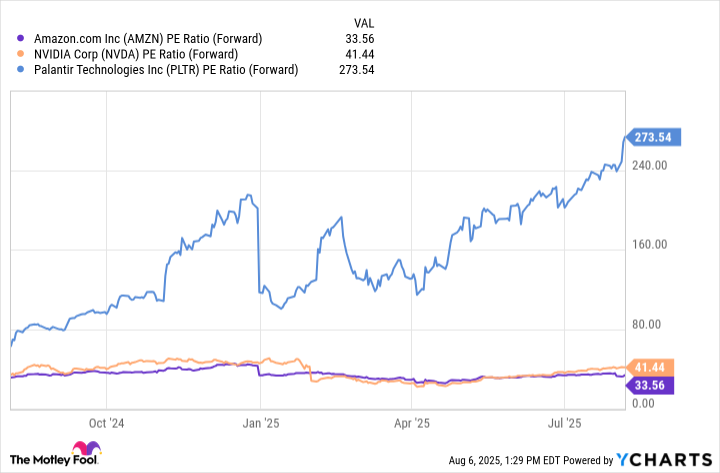 VAL
Amazon.com Inc (AMZN) PE Ratio (Forward) 33.56
NVIDIA Corp (NVDA) PE Ratio (Forward) 41.44
Palantir Technologies Inc (PLTR) PE Ratio (Forward) 273.54
273.54
240.00
160.00
80.00
41.44
33.56
0.00
Oct '24 Jan '25 Apr '25 Jul '25
The Motley Fool.
Aug 6, 2025, 1:29 PM EDT Powered by YCHARTS